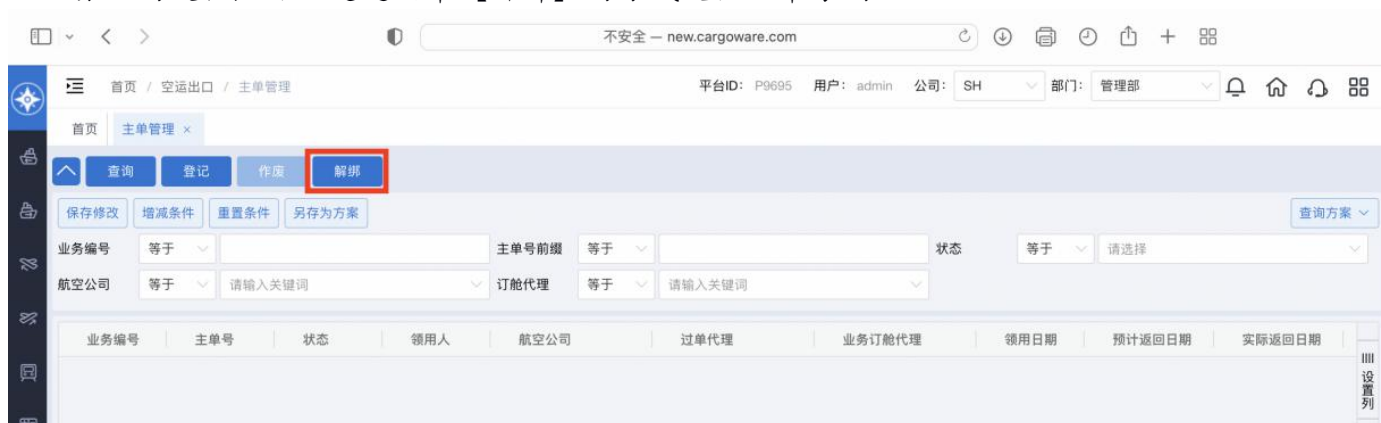 不安全 — new.cargoware.com
首页 / 空运出口 / 主单管理 平台ID: P9695 用户: admin 公司: SH 部门: 管理部
首页 主单管理 ×
查询 登记 作废 解绑
保存修改 增减条件 重置条件 另存为方案 查询方案
业务编号 等于 主单号前缀 等于 状态 等于 请选择
航空公司 等于 请输入关键词 订舱代理 等于 请输入关键词
业务编号 主单号 状态 领用人 航空公司 过单代理 业务订舱代理 领用日期 预计返回日期 实际返回日期
设置列